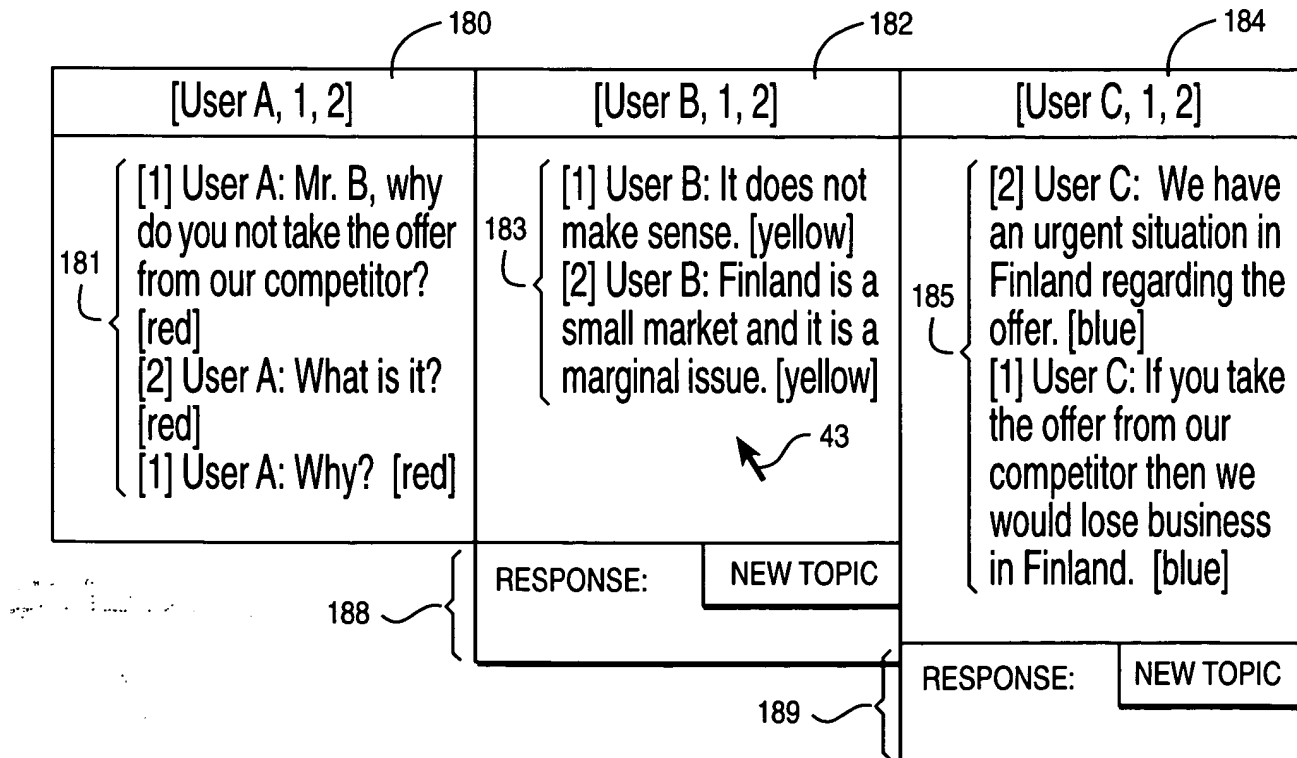 180
182
184
[User A, 1, 2]
[User B, 1, 2]
[User C, 1, 2]
181
[1] User A: Mr. B, why
do you not take the offer
from our competitor?
[red]
[2] User A: What is it?
[red]
[1] User A: Why? [red]
183
[1] User B: It does not
make sense. [yellow]
[2] User B: Finland is a
small market and it is a
marginal issue. [yellow]
43
185
[2] User C: We have
an urgent situation in
Finland regarding the
offer. [blue]
[1] User C: If you take
the offer from our
competitor then we
would lose business
in Finland. [blue]
188
RESPONSE:
NEW TOPIC
189
RESPONSE:
NEW TOPIC